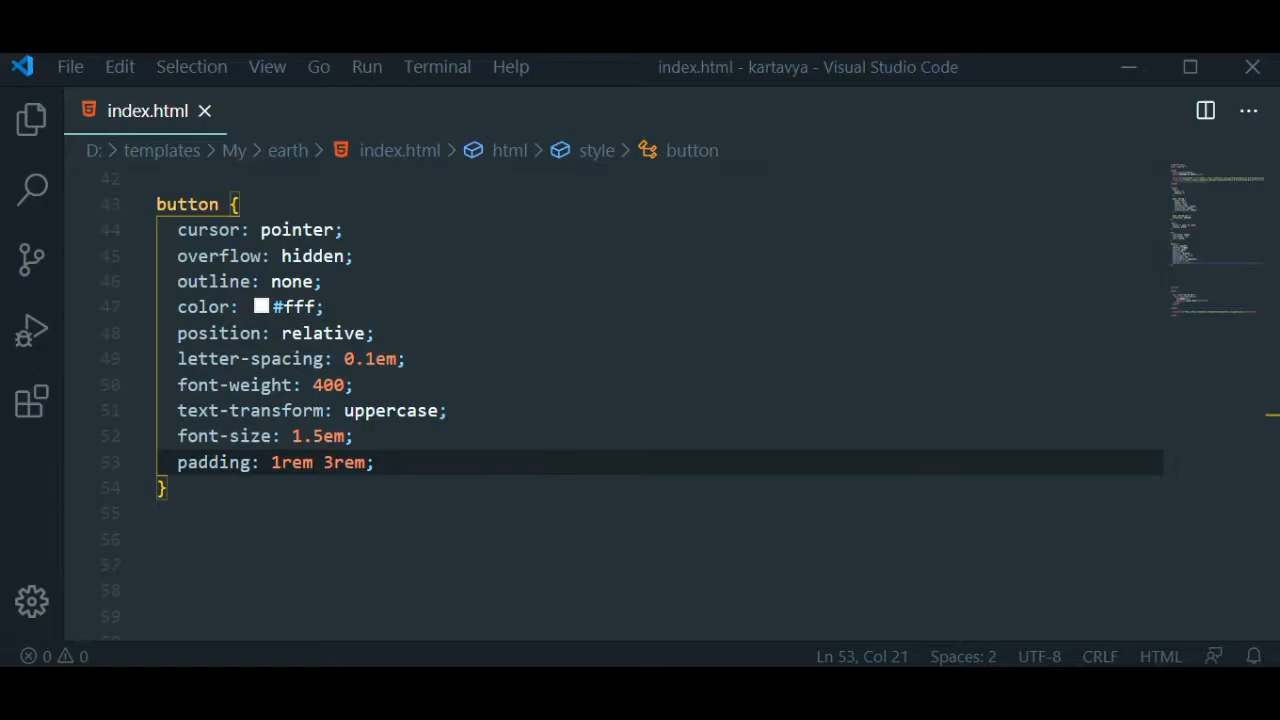 File Edit Selection View Go Run Terminal Help index.html - kartavya - Visual Studio Code
index.html
D: > templates > My > earth > index.html > html > style > button
42
43 button {
44 cursor: pointer;
45 overflow: hidden;
46 outline: none;
47 color: #fff;
48 position: relative;
49 letter-spacing: 0.1em;
50 font-weight: 400;
51 text-transform: uppercase;
52 font-size: 1.5em;
53 padding: 1rem 3rem;
54 }
55
56
57
58
59
0 0 Ln 53, Col 21 Spaces: 2 UTF-8 CRLF HTML